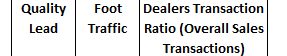 Quality Lead
Foot Traffic
Dealers Transaction
Ratio (Overall Sales
Transactions)